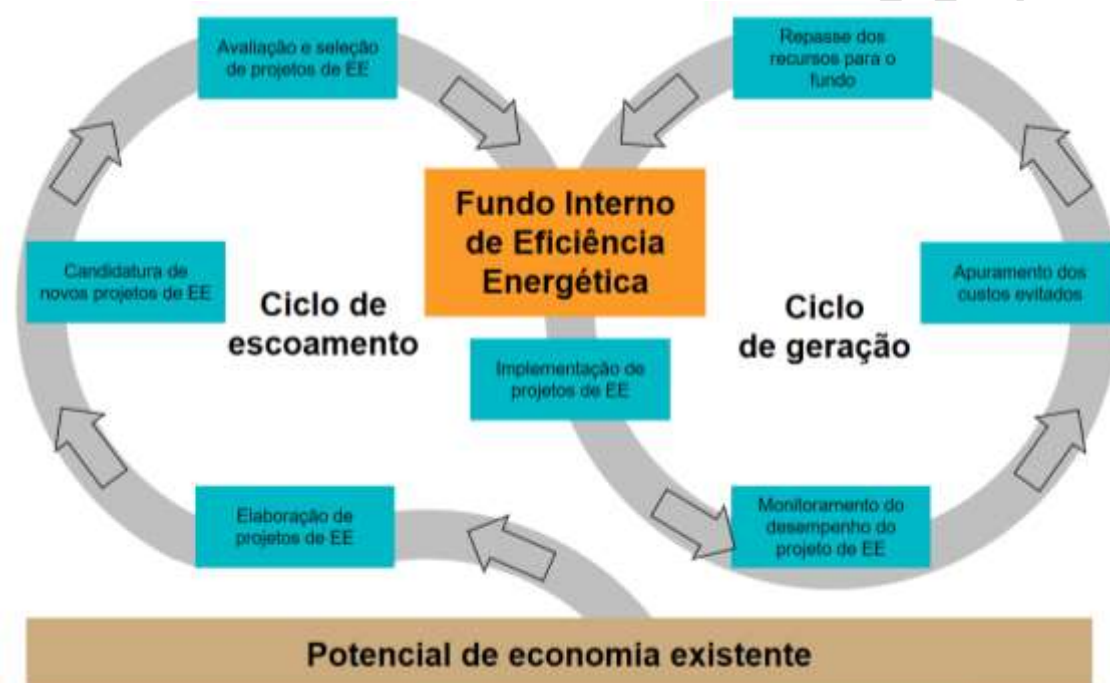 Avaliação e seleção
de projetos de EE
Repasse dos
recursos para o
fundo
Fundo Interno
de Eficiência
Energética
Candidatura de
novos projetos de EE
Ciclo de
escoamento
Ciclo
de geração
Apuramento dos
custos evitados
Implementação de
projetos de EE
Elaboração de
projetos de EE
Monitoramento do
desempenho do
projeto de EE
Potencial de economia existente